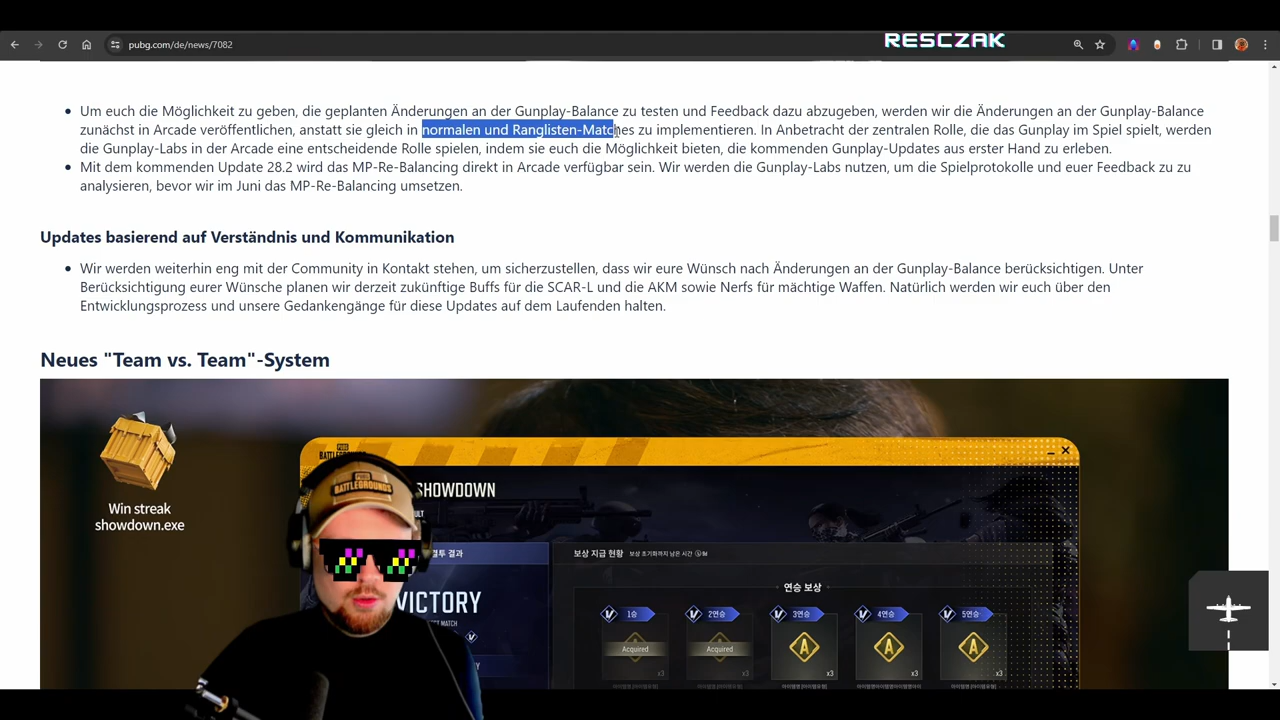 RESCZAK
pubg.com/de/news/7082
Um euch die Möglichkeit zu geben, die geplanten Änderungen an der Gunplay-Balance zu testen und Feedback dazu abzugeben, werden wir die Änderungen an der Gunplay-Balance
zunächst in Arcade veröffentlichen, anstatt sie gleich in normalen und Ranglisten-Matches zu implementieren. In Anbetracht der zentralen Rolle, die das Gunplay im Spiel spielt, werden
die Gunplay-Labs in der Arcade eine entscheidende Rolle spielen, indem sie euch die Möglichkeit bieten, die kommenden Gunplay-Updates aus erster Hand zu erleben.
Mit dem kommenden Update 28.2 wird das MP-Re-Balancing direkt in Arcade verfügbar sein. Wir werden die Gunplay-Labs nutzen, um die Spielprotokolle und euer Feedback zu zu
analysieren, bevor wir im Juni das MP-Re-Balancing umsetzen.
Updates basierend auf Verständnis und Kommunikation
Wir werden weiterhin eng mit der Community in Kontakt stehen, um sicherzustellen, dass wir eure Wünsch nach Änderungen an der Gunplay-Balance berücksichtigen. Unter
Berücksichtigung eurer Wünsche planen wir derzeit zukünftige Buffs für die SCAR-L und die AKM sowie Nerfs für mächtige Waffen. Natürlich werden wir euch über den
Entwicklungsprozess und unsere Gedankengänge für diese Updates auf dem Laufenden halten.
Neues "Team vs. Team"-System
Win streak
showdown.exe
SHOWDOWN
결투 결과
보상 지급 현황
VICTORY
연승 보상
1승 2연승 3연승 4연승 5연승
Acquired Acquired A A A
x3 x3 x3 x3 x3
BATTLEGROUNDS